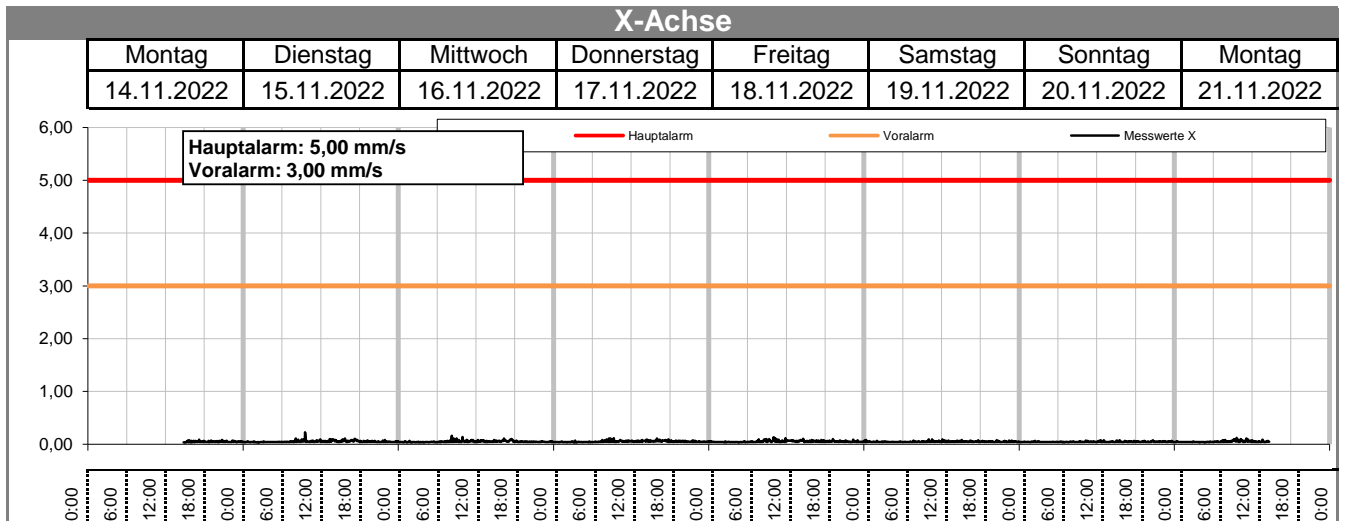 X-Achse
Montag Dienstag Mittwoch Donnerstag Freitag Samstag Sonntag Montag
14.11.2022 15.11.2022 16.11.2022 17.11.2022 18.11.2022 19.11.2022 20.11.2022 21.11.2022
Hauptalarm Voralarm Messwerte X
Hauptalarm: 5,00 mm/s
Voralarm: 3,00 mm/s
6,00
5,00
4,00
3,00
2,00
1,00
0,00
0:00 6:00 12:00 18:00 0:00 6:00 12:00 18:00 0:00 6:00 12:00 18:00 0:00 6:00 12:00 18:00 0:00 6:00 12:00 18:00 0:00 6:00 12:00 18:00 0:00 6:00 12:00 18:00 0:00 6:00 12:00 18:00 0:00